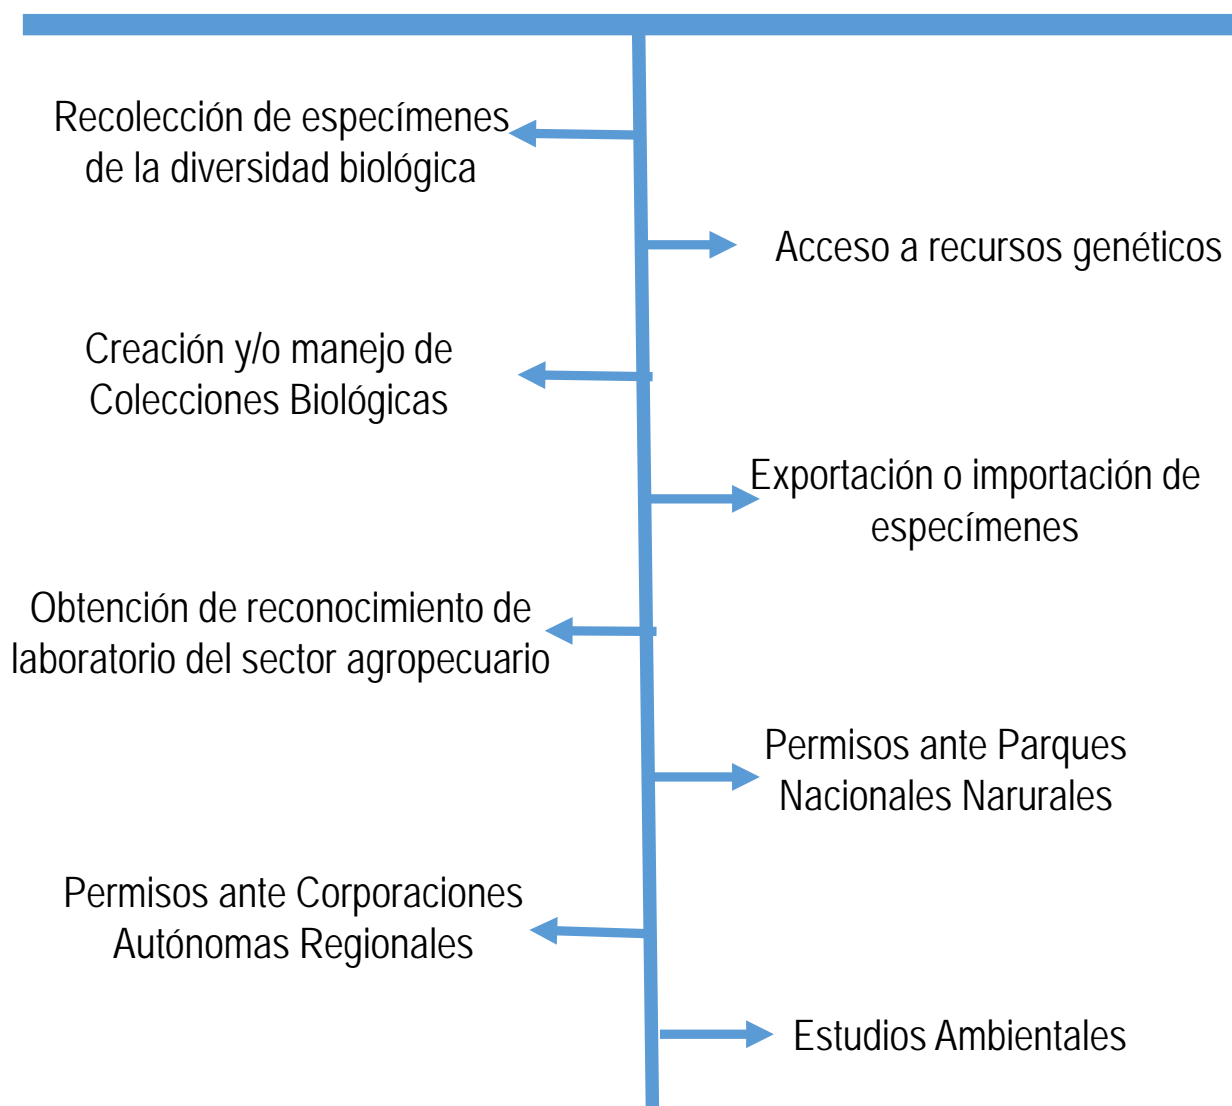 Recolección de especímenes
de la diversidad biológica
Acceso a recursos genéticos
Creación y/o manejo de
Colecciones Biológicas
Exportación o importación de
especímenes
Obtención de reconocimiento de
laboratorio del sector agropecuario
Permisos ante Parques
Nacionales Narurales
Permisos ante Corporaciones
Autónomas Regionales
Estudios Ambientales